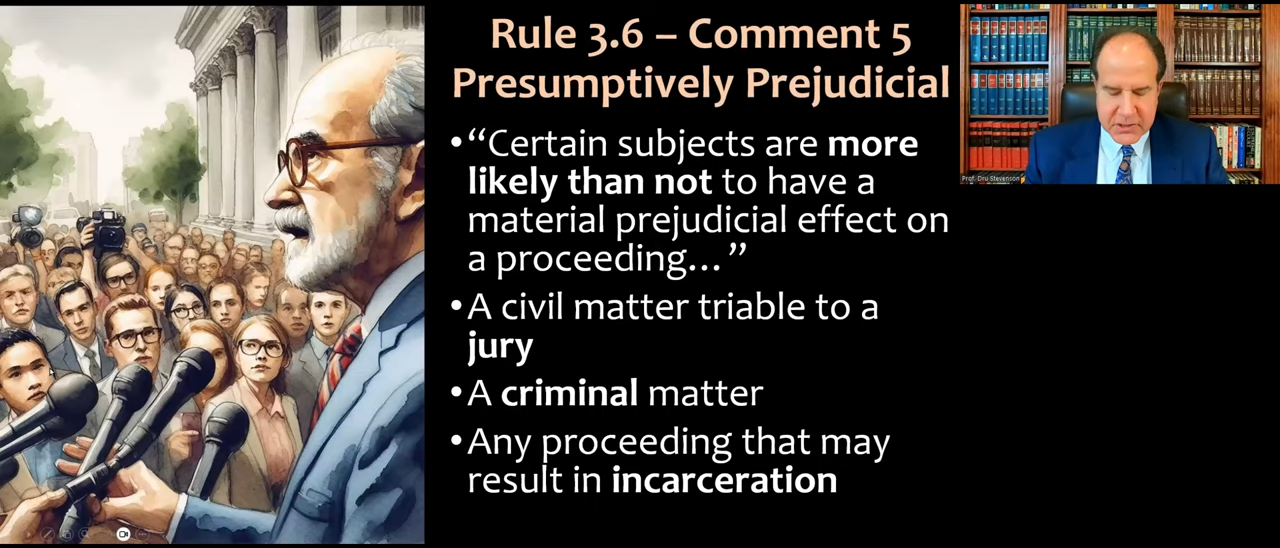 Rule 3.6 – Comment 5
Presumptively Prejudicial
•“Certain subjects are more
likely than not to have a
material prejudicial effect on
a proceeding…”
•A civil matter triable to a
jury
•A criminal matter
•Any proceeding that may
result in incarceration
Prof. Dru Stevenson